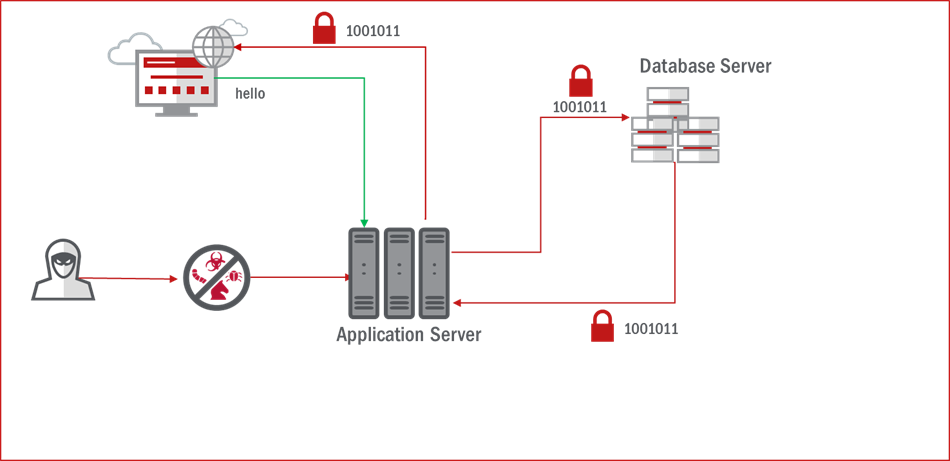 1001011
Database Server
hello
1001011
Application Server
1001011